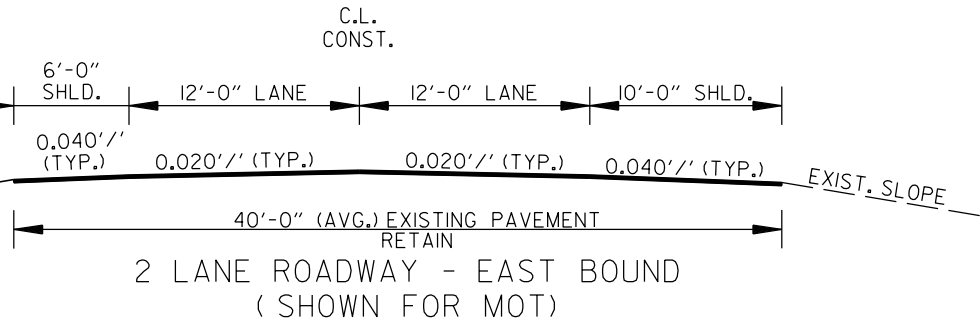 C.L.
CONST.
6'-0"
SHLD.
12'-0" LANE
12'-0" LANE
10'-0" SHLD.
0.040'/'
(TYP.)
0.020'/' (TYP.)
0.020'/' (TYP.)
0.040'/' (TYP.)
EXIST. SLOPE
40'-0" (AVG.) EXISTING PAVEMENT
RETAIN
2 LANE ROADWAY - EAST BOUND
(SHOWN FOR MOT)